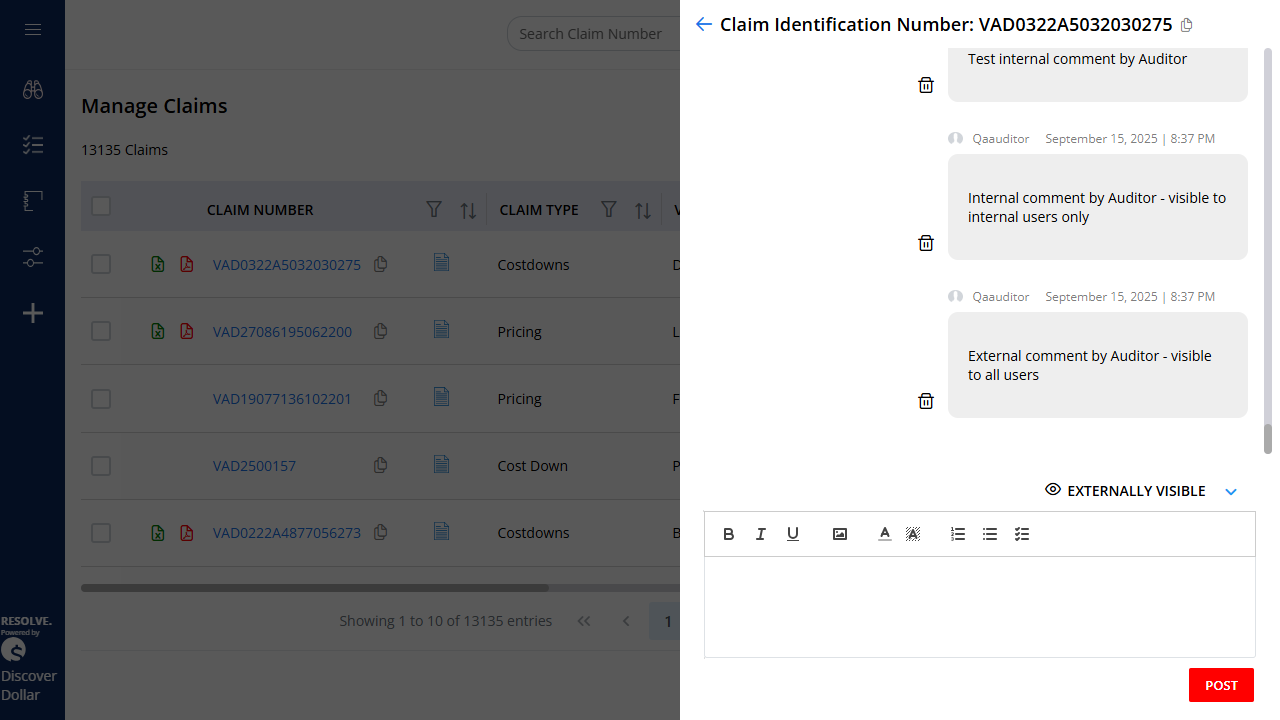 Search Claim Number
Manage Claims
13135 Claims
CLAIM NUMBER
CLAIM TYPE
VAD0322A5032030275
Costdowns
VAD27086195062200
Pricing
VAD19077136102201
Pricing
VAD2500157
Cost Down
VAD0222A4877056273
Costdowns
Showing 1 to 10 of 13135 entries
1
RESOLVE.
Powered by
Discover
Dollar
Claim Identification Number: VAD0322A5032030275
Test internal comment by Auditor
Qaauditor September 15, 2025 | 8:37 PM
Internal comment by Auditor - visible to
internal users only
Qaauditor September 15, 2025 | 8:37 PM
External comment by Auditor - visible
to all users
EXTERNALLY VISIBLE
B I U A A
POST